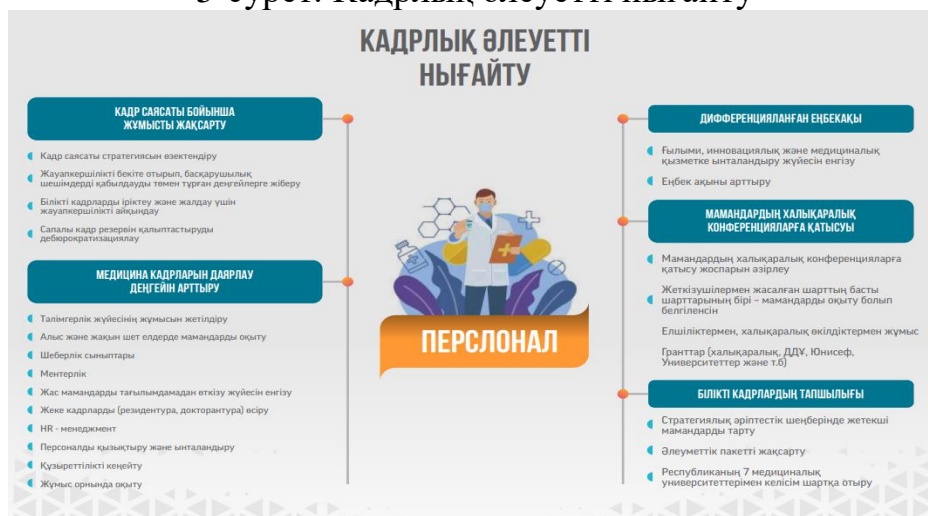 3-сурет. Кадрлық әлеуетті нығайту
КАДРЛЫҚ ӘЛЕУЕТТІ
НЫҒАЙТУ
КАДР САЯСАТЫ БОЙЫНША
ЖҰМЫСТЫ ЖАҚСАРТУ
Кадр саясаты стратегиясын өзектендіру
Жауапкершілікті бекіте отырып, басқарушылық
шешімдерді қабылдауды төмен тұрған деңгейлерге жіберу
Білікті кадрларды іріктеу және жалдау үшін
жауапкершілікті айқындау
Сапалы кадр резервін қалыптастыруды
дебюрократизациялау
МЕДИЦИНА КАДРЛАРЫН ДАЯРЛАУ
ДЕҢГЕЙІН АРТТЫРУ
Тәлімгерлік жүйесінің жұмысын жетілдіру
Алыс және жақын шет елдерде мамандарды оқыту
Шеберлік сыныптары
Ментерлік
Жас мамандарды тағылымдамадан өткізу жүйесін енгізу
Жеке кадрларды (резидентура, докторантура) өсіру
HR - менеджмент
Персоналды қызықтыру және ынталандыру
Құзыреттілікті кеңейту
Жұмыс орнында оқыту
ПЕРСЛОНАЛ
ДИФФЕРЕНЦИЯЛАНҒАН ЕҢБЕКАҚЫ
Ғылыми, инновациялық және медициналық
қызметке ынталандыру жүйесін енгізу
Еңбек ақыны арттыру
МАМАНДАРДЫҢ ХАЛЫҚАРАЛЫҚ
КОНФЕРЕНЦИЯЛАРҒА ҚАТЫСУЫ
Мамандардың халықаралық конференцияларға
қатысу жоспарын әзірлеу
Жеткізушілермен жасалған шарттың басты
шарттарының бірі – мамандарды оқыту болып
белгіленсін
Елшіліктермен, халықаралық өкілдіктермен жұмыс
Гранттар (халықаралық, ДДҰ, Юнисеф,
Университеттер және т.б)
БІЛІКТІ КАДРЛАРДЫҢ ТАПШЫЛЫҒЫ
Стратегиялық әріптестік шеңберінде жетекші
мамандарды тарту
Әлеуметтік пакетті жақсарту
Республиканың 7 медициналық
университеттерімен келісім шартқа отыру